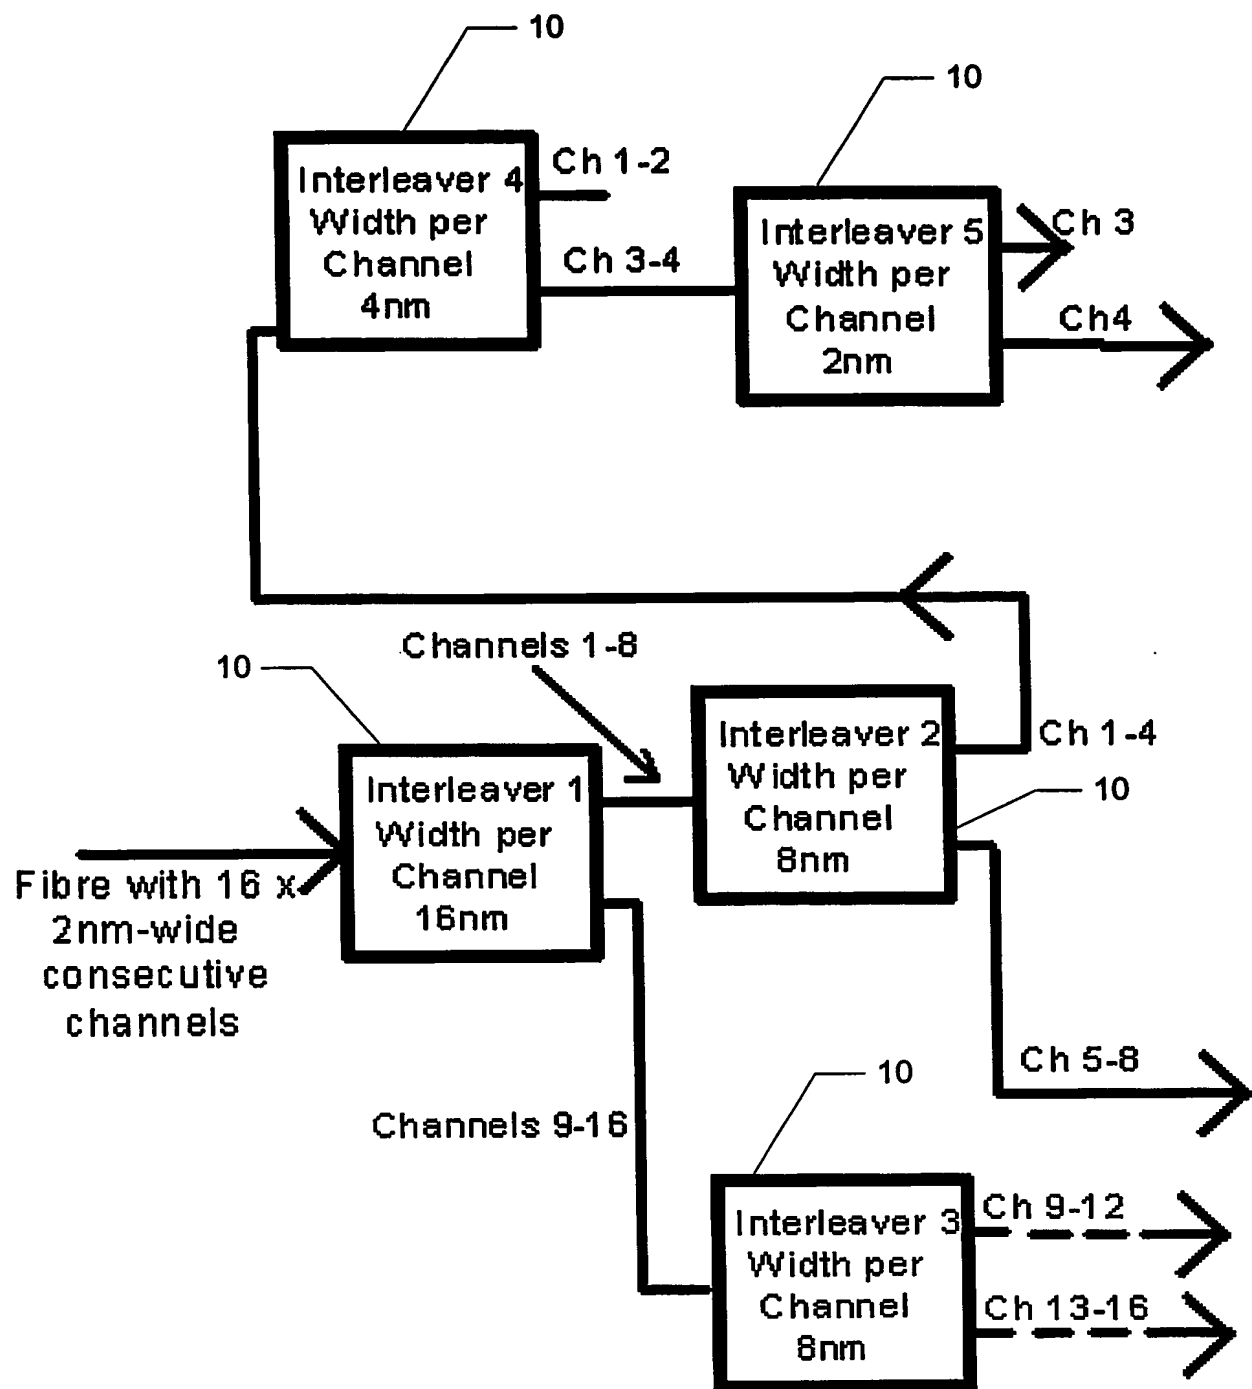 10
10
Interleaver 4
Width per
Channel
4nm
Ch 1-2
Ch 3-4
Interleaver 5
Width per
Channel
2nm
Ch 3
Ch4
Channels 1-8
10
Interleaver 1
Width per
Channel
16nm
Interleaver 2
Width per
Channel
8nm
Ch 1-4
10
Fibre with 16 x
2nm-wide
consecutive
channels
Ch 5-8
10
Channels 9-16
Interleaver 3
Width per
Channel
8nm
Ch 9-12
Ch 13-16